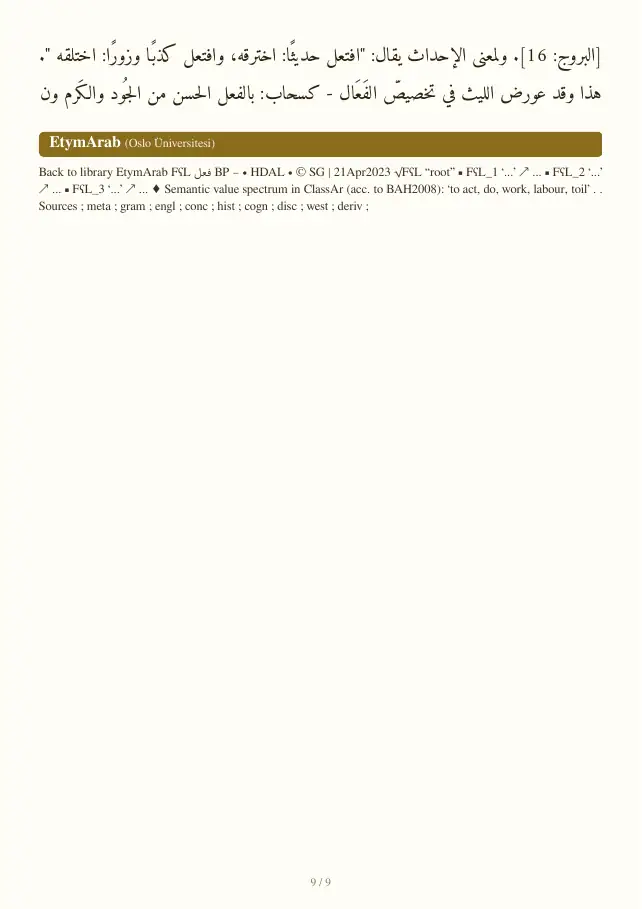 [البروج: 16]. ولمعنى الإحداث يقال: "افتعل حديثًا: اخترقه، وافتعل كذبًا وزورًا: اختلقه ".
هذا وقد عورض الليث في تخصيصّ الفَعَال - كسحاب: بالفعل الحسن من الجُود والكَرم ون
EtymArab (Oslo Üniversitesi)
Back to library EtymArab FʕL فعل BP – • HDAL • © SG | 21Apr2023 √FʕL “root” ▪ FʕL_1 ‘...’ ↗ ... ▪ FʕL_2 ‘...’
↗ ... ▪ FʕL_3 ‘...’ ↗ ... ♦ Semantic value spectrum in ClassAr (acc. to BAH2008): ‘to act, do, work, labour, toil’ . .
Sources ; meta ; gram ; engl ; conc ; hist ; cogn ; disc ; west ; deriv ;
9 / 9